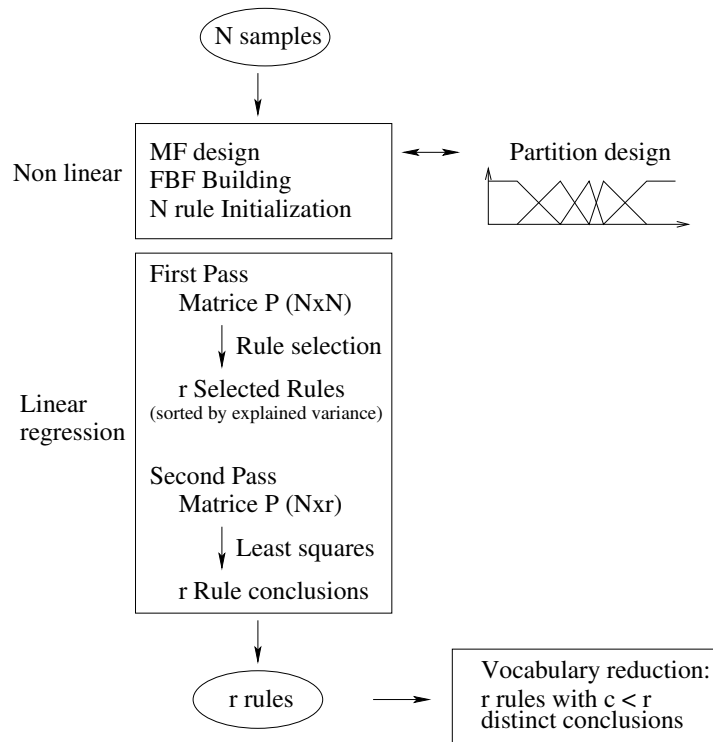 N samples
Non linear
MF design
FBF Building
N rule Initialization
Partition design
Linear
regression
First Pass
Matrice P (NxN)
Rule selection
r Selected Rules
(sorted by explained variance)
Second Pass
Matrice P (Nxr)
Least squares
r Rule conclusions
r rules
Vocabulary reduction:
r rules with c < r
distinct conclusions